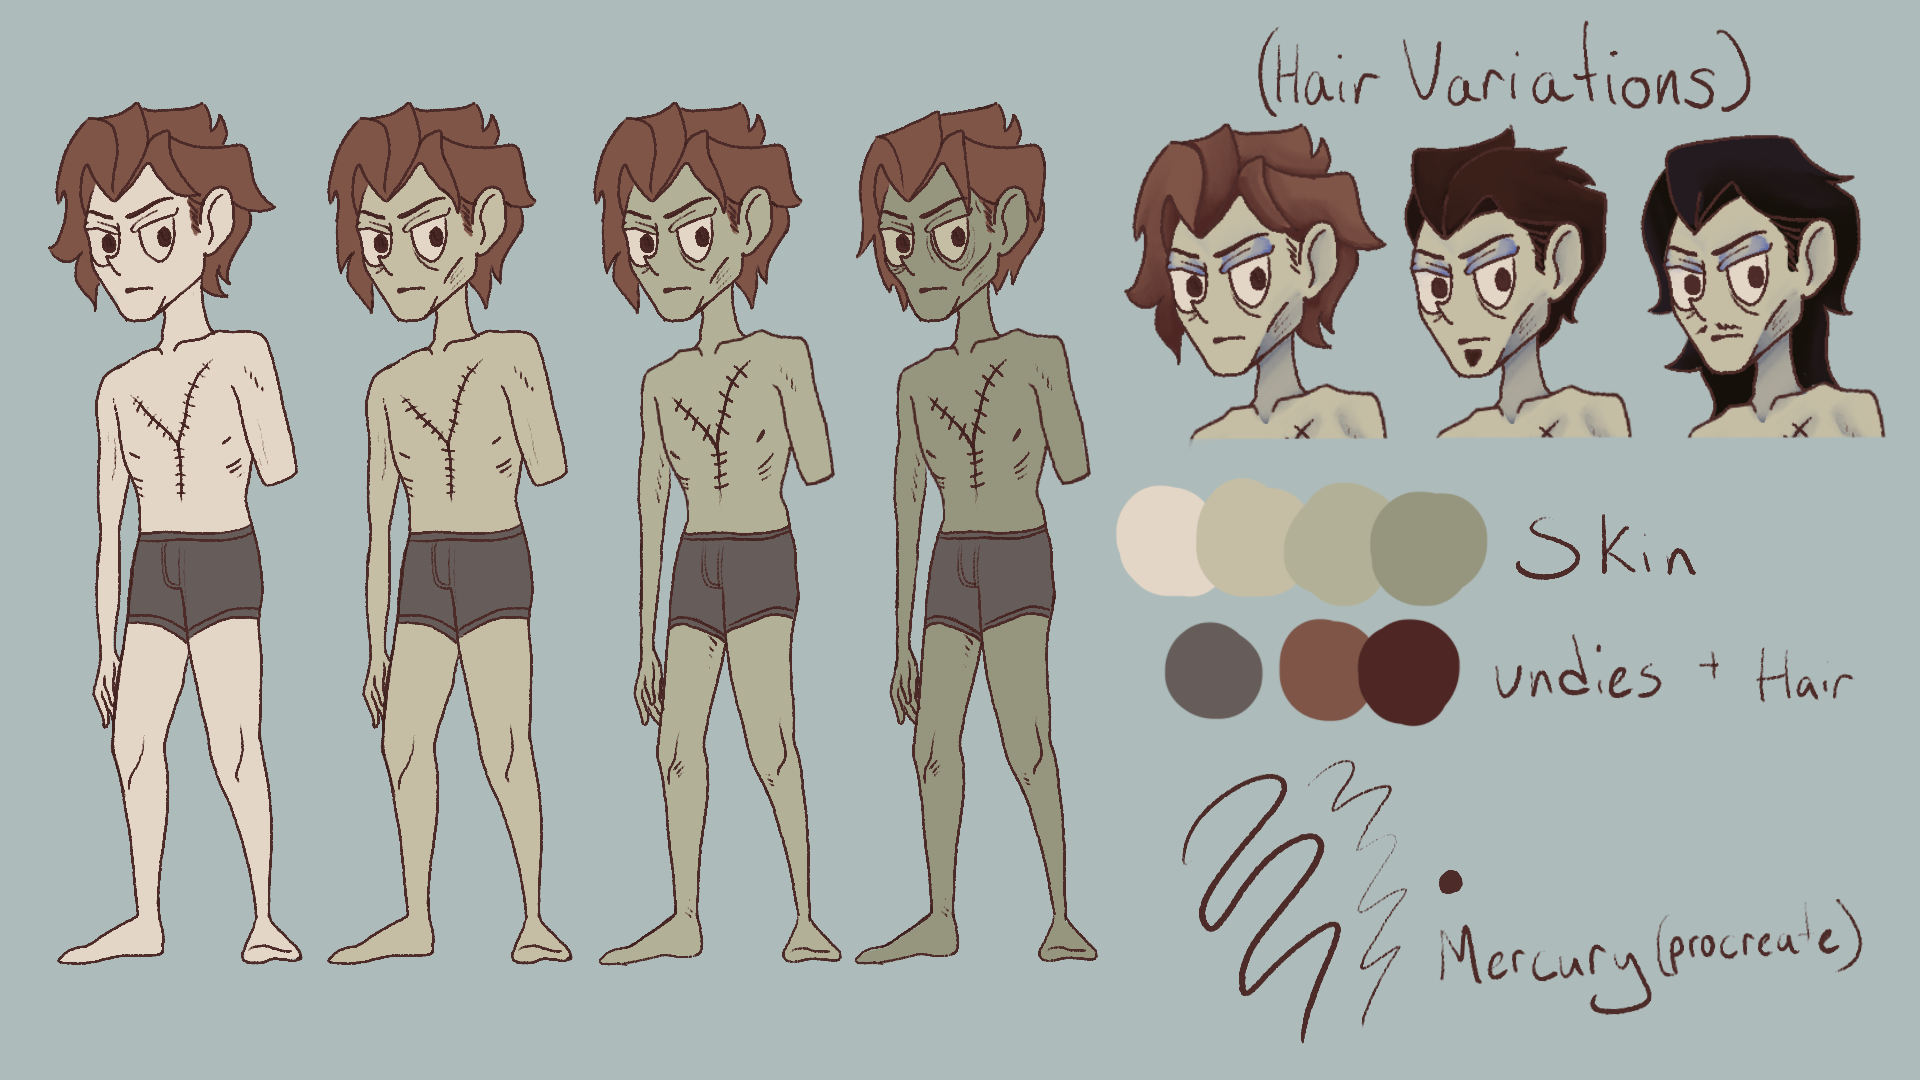 (Hair Variations)
Skin
undies + Hair
Mercury (procreate)